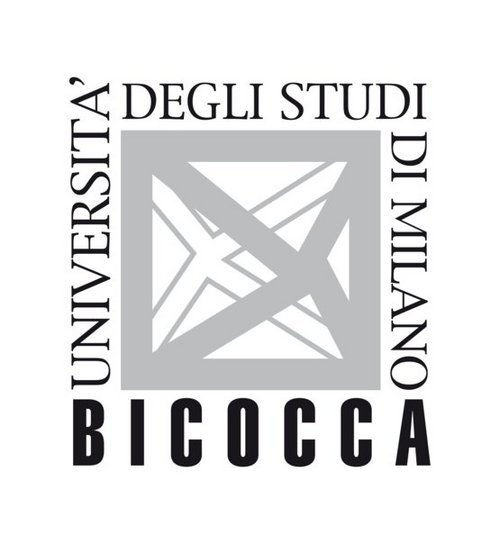 UNIVERSITA'
DEGLI STUDI
DI MILANO
BICOCCA